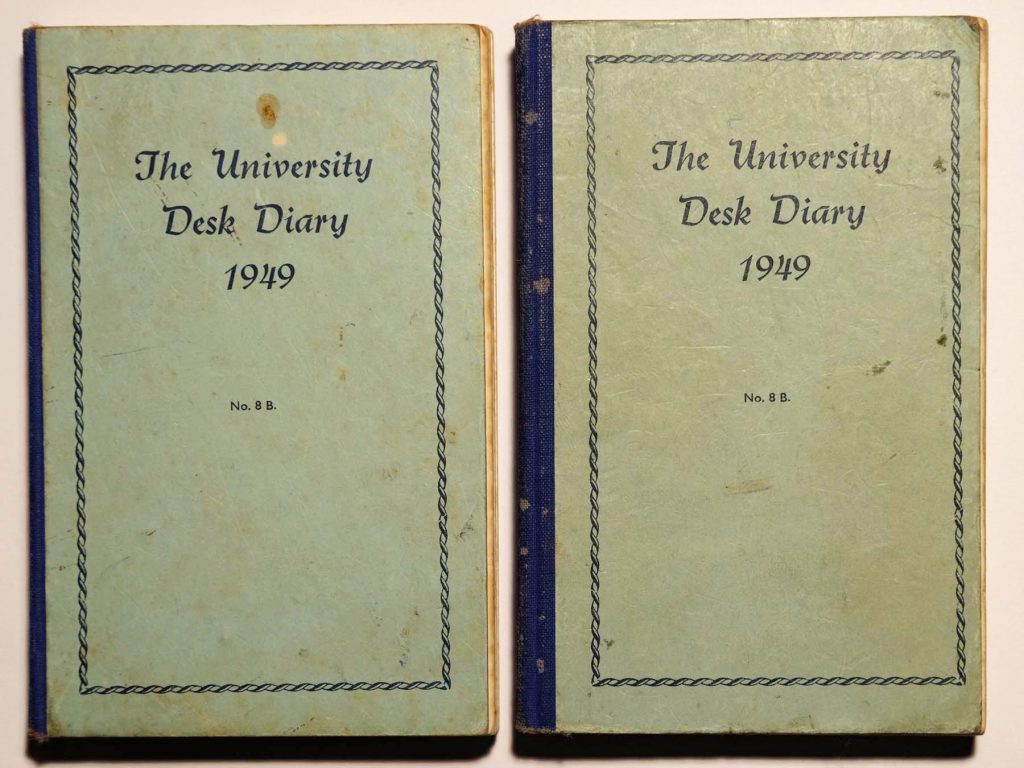 The University
Desk Diary
1949
No. 8 B.
The University
Desk Diary
1949
No. 8 B.